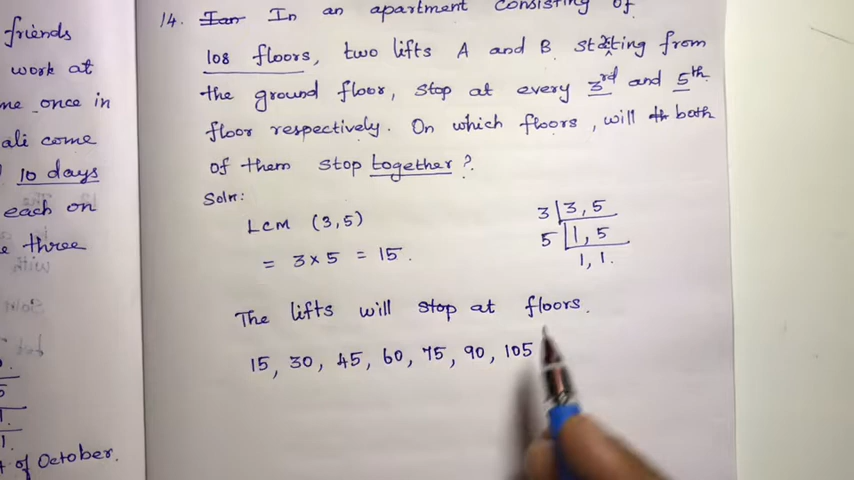 friends
work at
me once in
ali come
10 days
each on
three
t of October.
14. In an apartment consisting of
108 floors, two lifts A and B starting from
the ground floor, stop at every 3rd and 5th
floor respectively. On which floors, will both
of them stop together?
Soln:
LCM (3,5)
= 3×5 = 15.
3 | 3, 5
5 | 1, 5
1, 1.
The lifts will stop at floors.
15, 30, 45, 60, 75, 90, 105